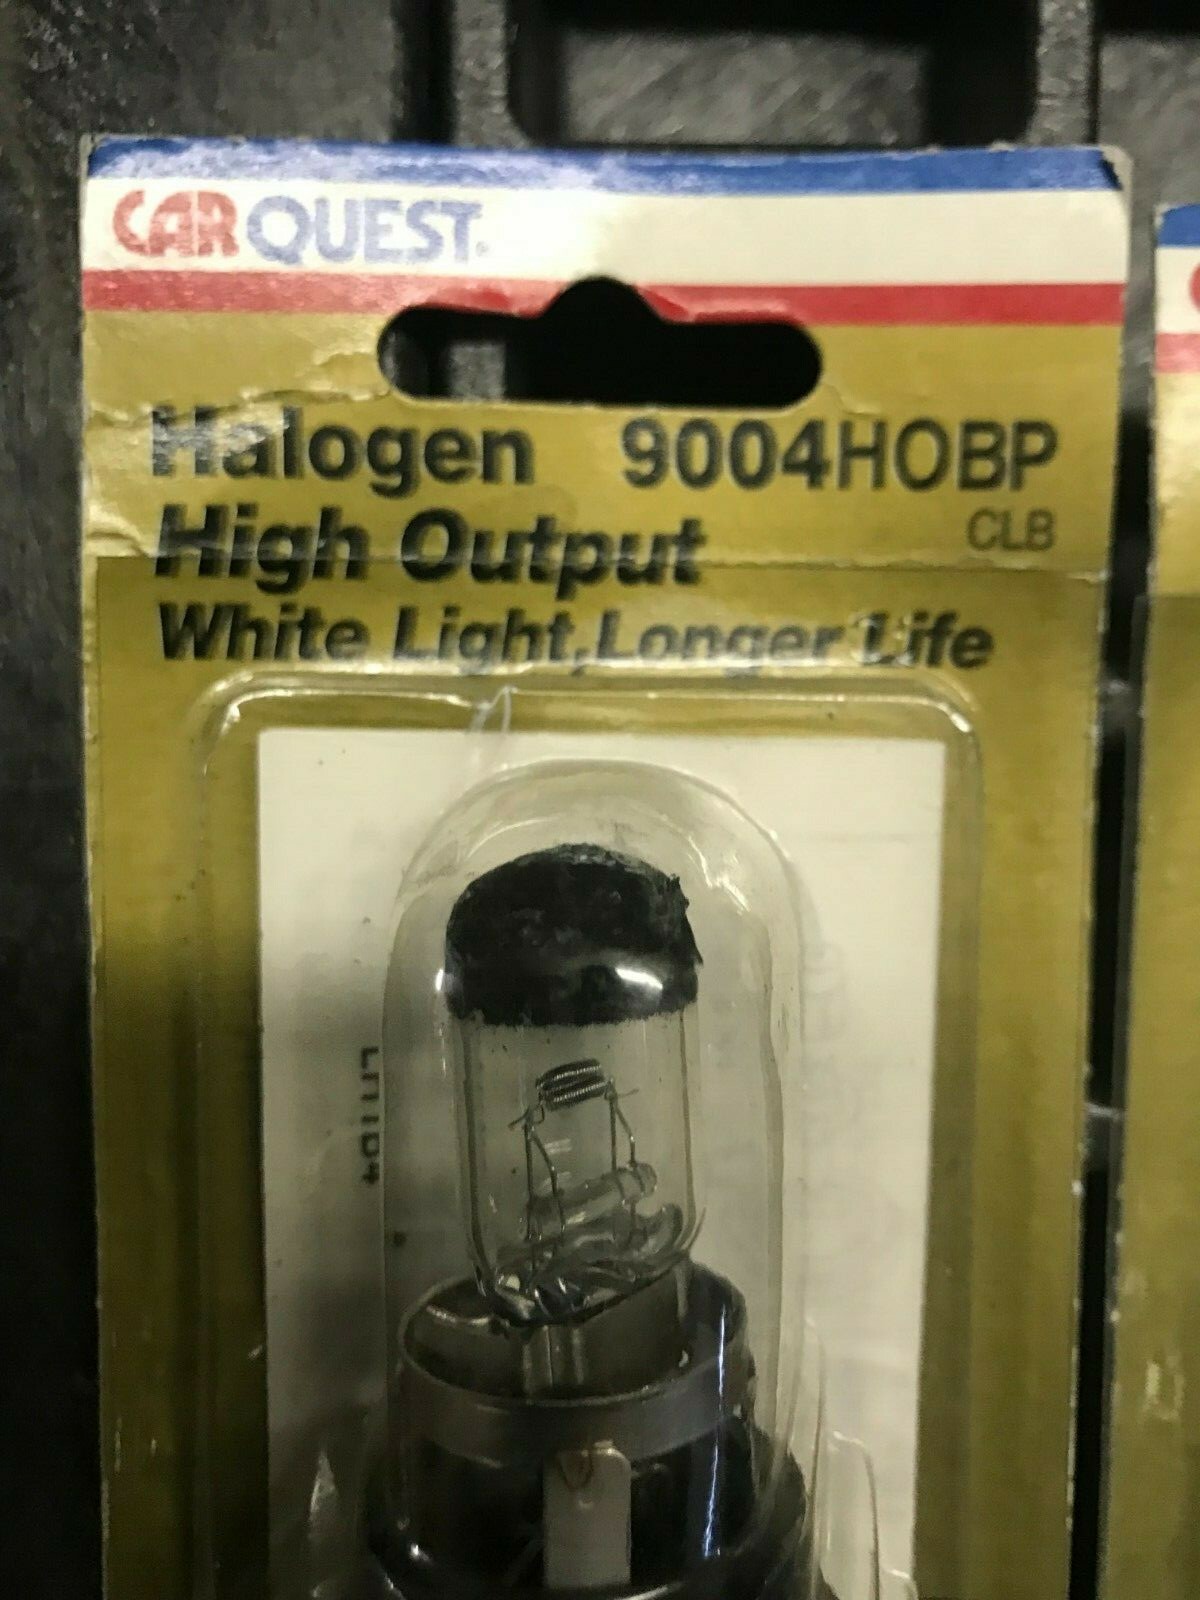 CARQUEST
Halogen 9004HOBP
High Output CLB
White Light, Longer Life